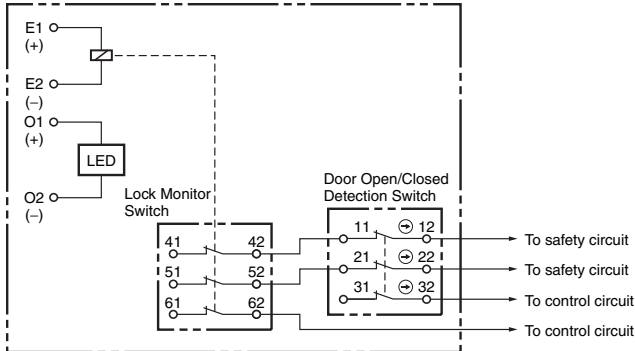 E1
(+)
E2
(−)
O1
(+)
LED
O2
(−)
Lock Monitor
Switch
41 42
51 52
61 62
Door Open/Closed
Detection Switch
11 12
21 22
31 32
To safety circuit
To safety circuit
To control circuit
To control circuit